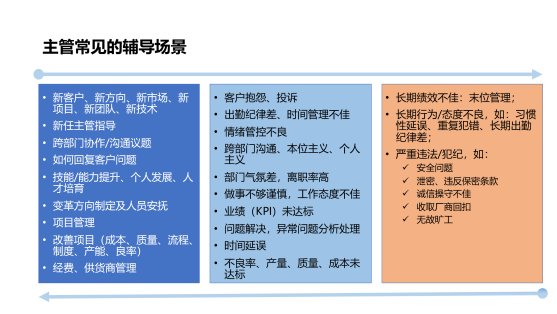 主管常见的辅导场景
• 新客户、新方向、新市场、新
项目、新团队、新技术
• 新任主管指导
• 跨部门协作/沟通议题
• 如何回复客户问题
• 技能/能力提升、个人发展、人
才培育
• 变革方向制定及人员安抚
• 项目管理
• 改善项目（成本、质量、流程、
制度、产能、良率）
• 经费、供货商管理
• 客户抱怨、投诉
• 出勤纪律差、时间管理不佳
• 情绪管控不良
• 跨部门沟通、本位主义、个人
主义
• 部门气氛差，离职率高
• 做事不够谨慎，工作态度不佳
• 业绩（KPI）未达标
• 问题解决，异常问题分析处理
• 时间延误
• 不良率、产量、质量、成本未
达标
• 长期绩效不佳：末位管理；
• 长期行为/态度不良，如：习惯
性延误、重复犯错、长期出勤
纪律差；
• 严重违法/犯纪，如：
✓ 安全问题
✓ 泄密、违反保密条款
✓ 诚信操守不佳
✓ 收取厂商回扣
✓ 无故旷工